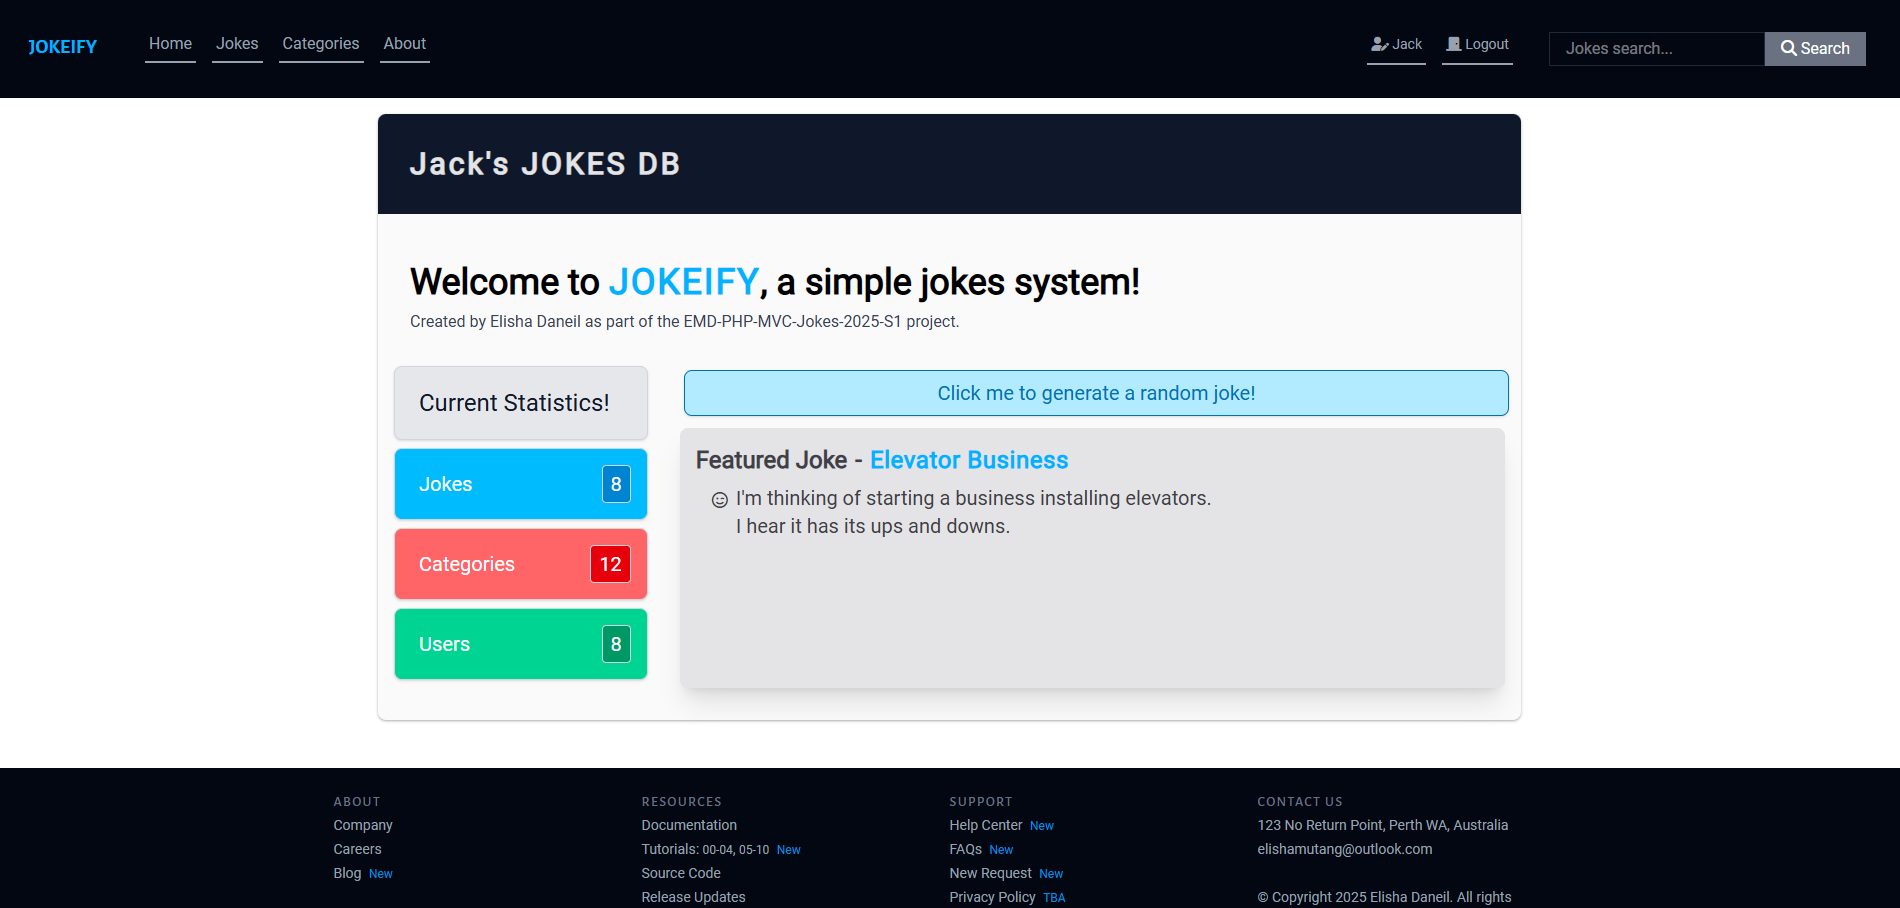 JOKEIFY Home Jokes Categories About Jack Logout Jokes search... Search
Jack's JOKES DB
Welcome to JOKEIFY, a simple jokes system!
Created by Elisha Daneil as part of the EMD-PHP-MVC-Jokes-2025-S1 project.
Current Statistics!
Jokes 8
Categories 12
Users 8
Click me to generate a random joke!
Featured Joke - Elevator Business
I'm thinking of starting a business installing elevators.
I hear it has its ups and downs.
ABOUT
Company
Careers
Blog New
RESOURCES
Documentation
Tutorials: 00-04, 05-10 New
Source Code
Release Updates
SUPPORT
Help Center New
FAQs New
New Request New
Privacy Policy TBA
CONTACT US
123 No Return Point, Perth WA, Australia
elishamutang@outlook.com
© Copyright 2025 Elisha Daneil. All rights